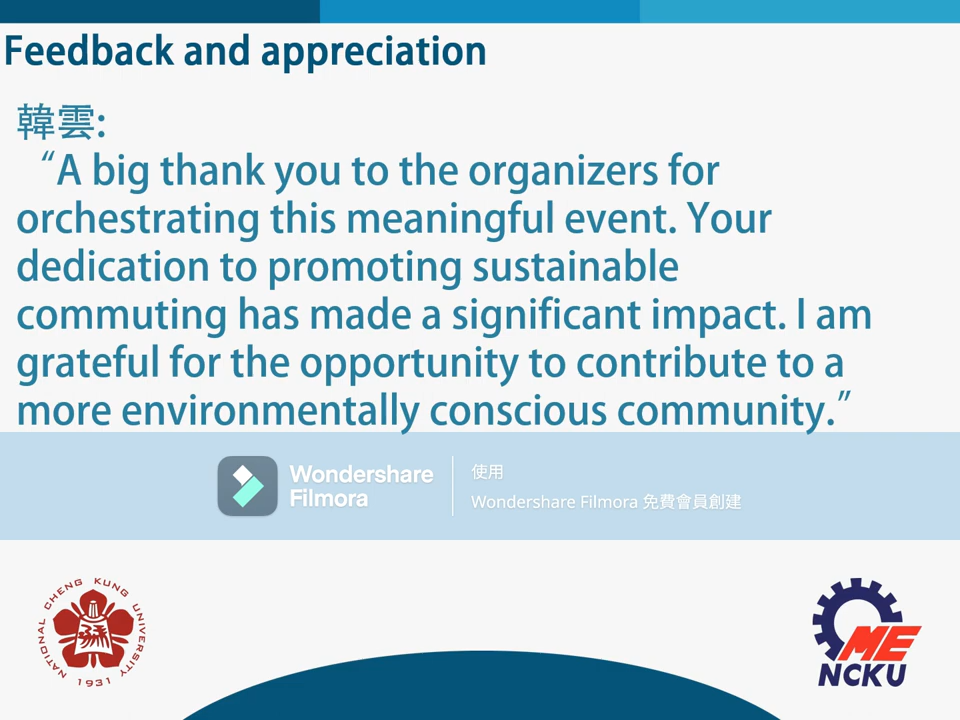 Feedback and appreciation
韓雲:
“A big thank you to the organizers for
orchestrating this meaningful event. Your
dedication to promoting sustainable
commuting has made a significant impact. I am
grateful for the opportunity to contribute to a
more environmentally conscious community.”
Wondershare
Filmora
使用
Wondershare Filmora 免費會員創建
NATIONAL CHENG KUNG UNIVERSITY
1931
ME
NCKU